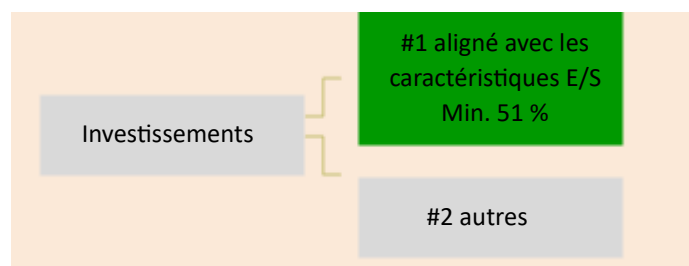 #1 aligné avec les
caractéristiques E/S
Min. 51 %
Investissements
#2 autres